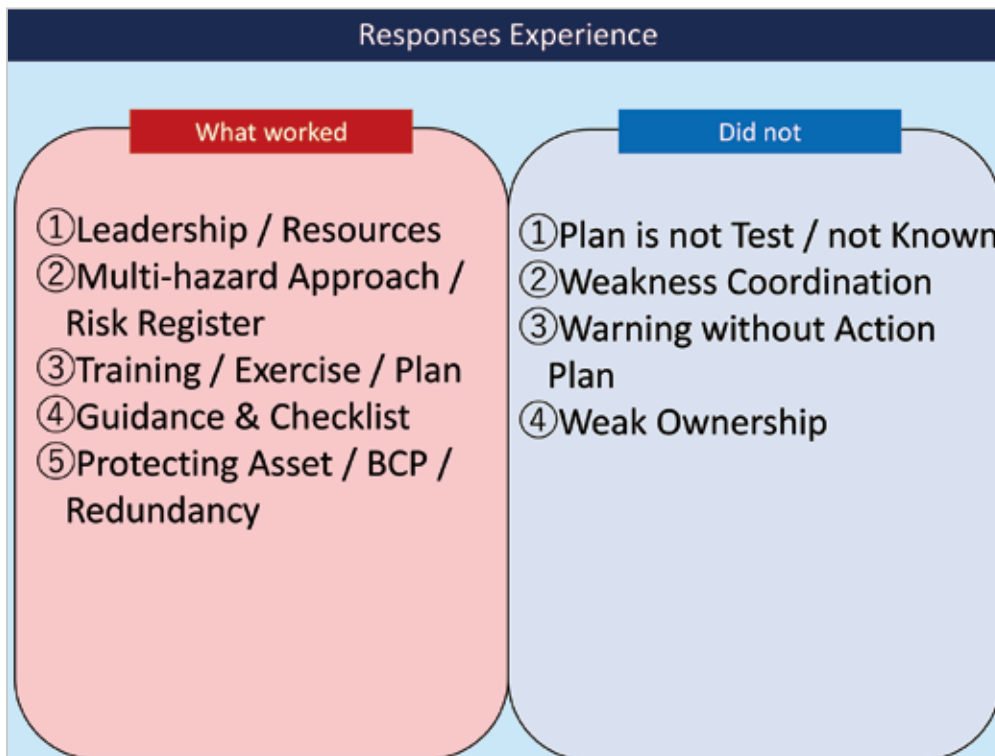 Responses Experience
What worked
①Leadership / Resources
②Multi-hazard Approach /
Risk Register
③Training / Exercise / Plan
④Guidance & Checklist
⑤Protecting Asset / BCP /
Redundancy
Did not
①Plan is not Test / not Known
②Weakness Coordination
③Warning without Action
Plan
④Weak Ownership